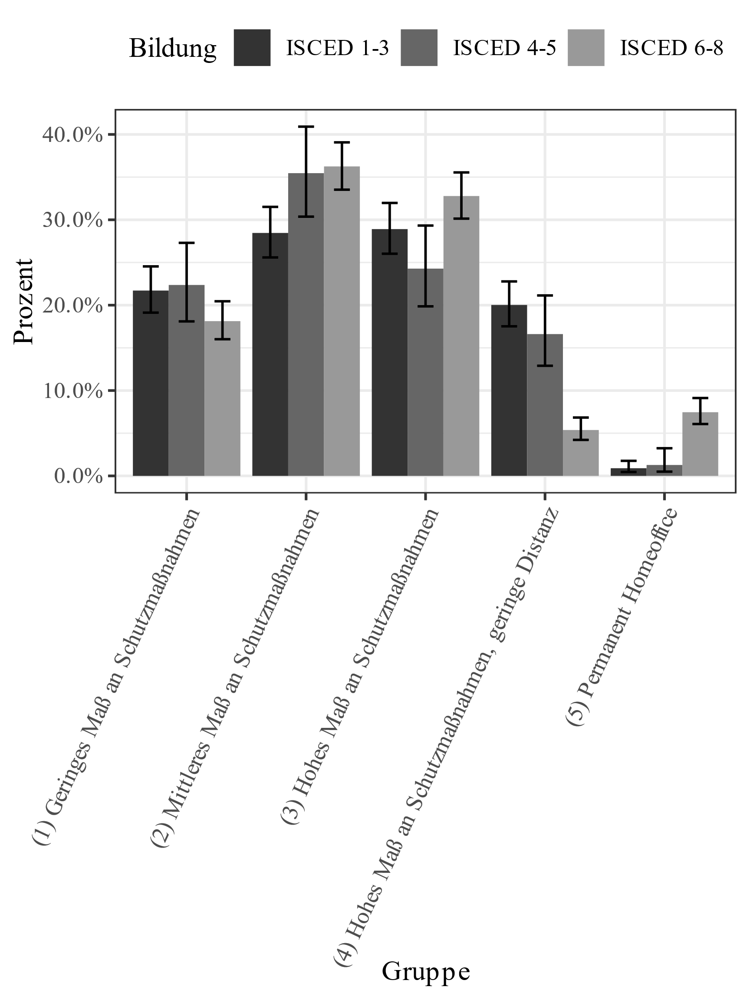 Bildung ISCED 1-3 ISCED 4-5 ISCED 6-8
Prozent
40.0%
30.0%
20.0%
10.0%
0.0%
(1) Geringes Maß an Schutzmaßnahmen
(2) Mittleres Maß an Schutzmaßnahmen
(3) Hohes Maß an Schutzmaßnahmen
(4) Hohes Maß an Schutzmaßnahmen, geringe Distanz
(5) Permanent Homeoffice
Gruppe